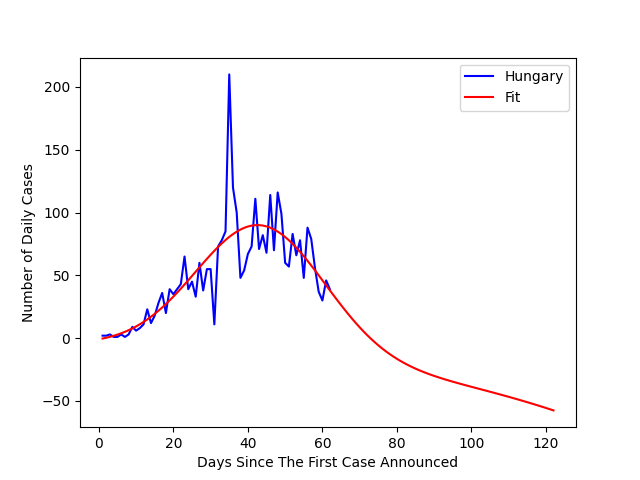 Hungary
Fit
200
150
100
50
0
−50
0 20 40 60 80 100 120
Number of Daily Cases
Days Since The First Case Announced